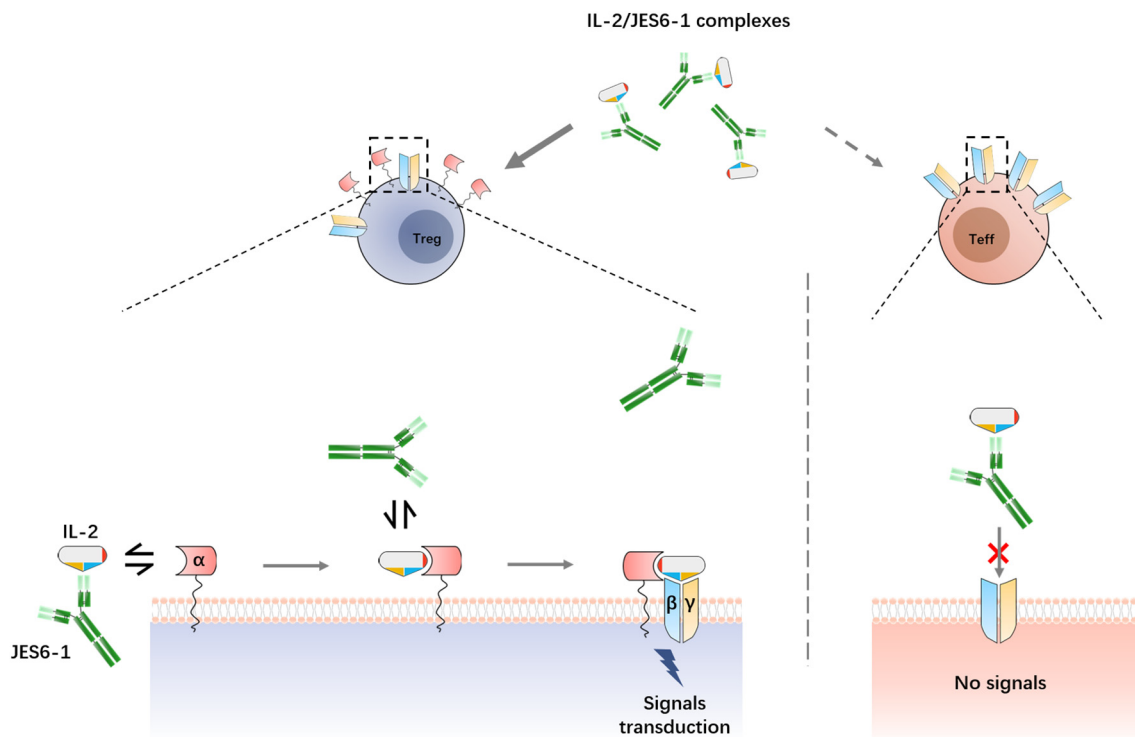 IL-2/JES6-1 complexes
Treg
Teff
IL-2
α
JES6-1
β
γ
Signals
transduction
No signals